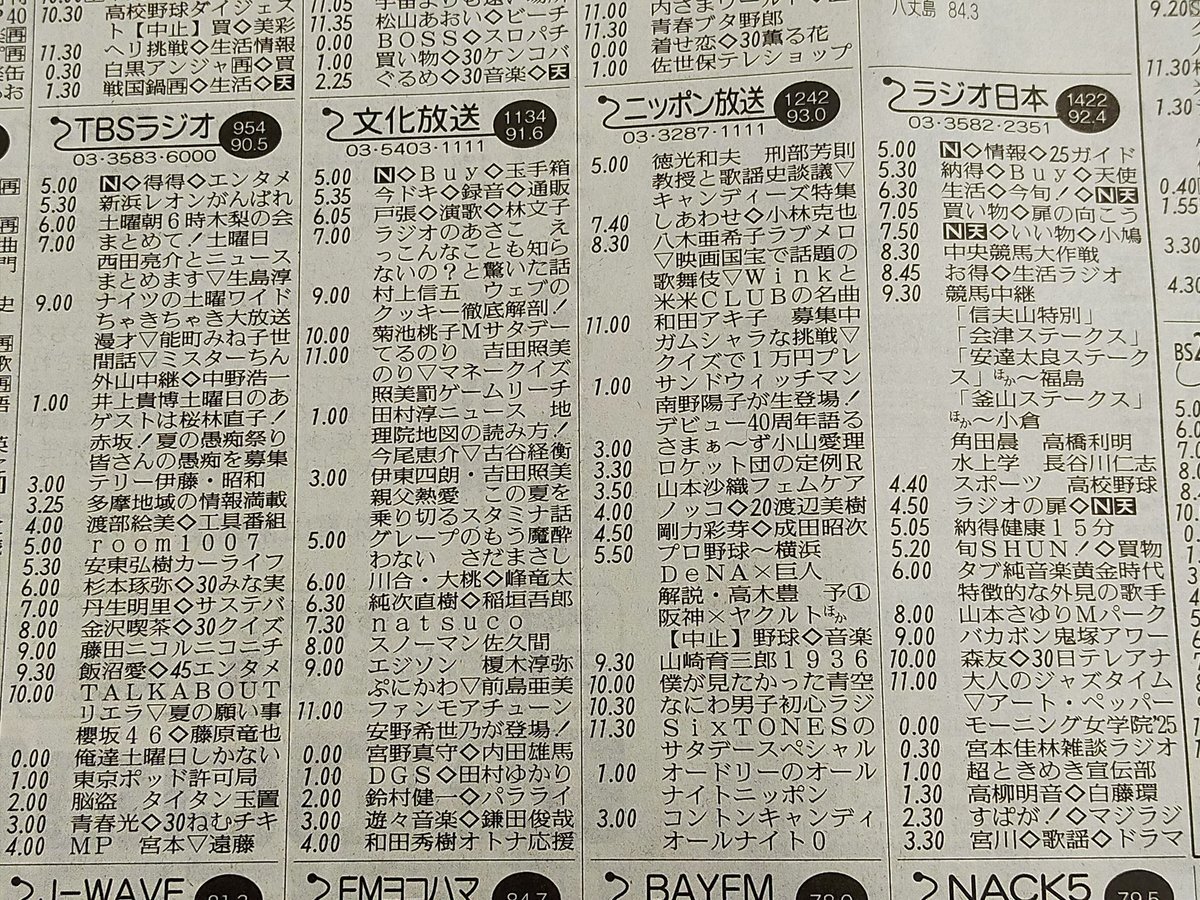 10.30 高校野球ダイジェス
ト【中止】買◇美彩
11.30 ヘリ挑戦◇生活情報
0.30 白黒アンジャ再◇買
1.30 戦国鍋再◇生活◇天
11.05
11.35 松山あおい◇ビーチ
0.00 BOSS◇スロパチ
1.00 買い物◇30ケンコバ
2.25 ぐるめ◇30音楽◇天
11.00
11.30 青春ブタ野郎
0.00 着せ恋◇30薫る花
1.00 佐世保テレショップ
八丈島 84.3
TBSラジオ 954 90.5
03・3583・6000
5.00 N◇得得◇エンタメ
5.30 新浜レオンがんばれ
6.00 土曜朝6時木梨の会
7.00 まとめて!土曜日
西田亮介とニュース
まとめます▽生島淳
9.00 ナイツの土曜ワイド
ちゃきちゃき大放送
漫才▽能町みね子世
間話▽ミスターちん
外山中継◇中野浩一
1.00 井上貴博土曜日のあ
ゲストは桜林直子!
赤坂!夏の愚痴祭り
皆さんの愚痴を募集
3.00 テリー伊藤・昭和
3.25 多摩地域の情報満載
4.00 渡部絵美◇工具番組
5.00 room1007
5.30 安東弘樹カーライフ
6.00 杉本琢弥◇30みな実
7.00 丹生明里◇サステバ
8.00 金沢喫茶◇30クイズ
9.00 藤田ニコルニコニチ
9.30 飯沼愛◇45エンタメ
10.00 TALKABOUT
リエラ▽夏の願い事
櫻坂46◇藤原竜也
0.00 俺達土曜日しかない
1.00 東京ポッド許可局
2.00 脳盗 タイタン玉置
3.00 青春光◇30ねむチキ
4.00 MP 宮本▽遠藤
文化放送 1134 91.6
03・5403・1111
5.00 N◇Buy◇玉手箱
5.35 今ドキ◇録音◇通販
6.05 戸張◇演歌◇林文子
7.00 ラジオのあさこ え
っこんなことも知ら
ないの?と驚いた話
9.00 村上信五 ウェブの
クッキー徹底解剖!
10.00 菊池桃子Mサタデー
11.00 てるのり 吉田照美
のり▽マネークイズ
照美罰ゲームリーチ
1.00 田村淳ニュース 地
理院地図の読み方!
今尾恵介▽古谷経衡
3.00 伊東四朗・吉田照美
親父熱愛 この夏を
乗り切るスタミナ話
5.00 グレープのもう魔酔
わない さだまさし
6.00 川合・大桃◇峰竜太
6.30 純次直樹◇稲垣吾郎
7.30 natsuco
8.00 スノーマン佐久間
9.00 エジソン 榎木淳弥
ぷにかわ▽前島亜美
11.00 ファンモアチューン
安野希世乃が登場!
0.00 宮野真守◇内田雄馬
1.00 DGS◇田村ゆかり
2.00 鈴村健一◇パラライ
3.00 遊々音楽◇鎌田俊哉
4.00 和田秀樹オトナ応援
ニッポン放送 1242 93.0
03・3287・1111
5.00 徳光和夫 刑部芳則
教授と歌謡史談議▽
キャンディーズ特集
7.40 しあわせ◇小林克也
8.30 八木亜希子ラブメロ
▽映画国宝で話題の
歌舞伎▽Winkと
米米CLUBの名曲
11.00 和田アキ子 募集中
ガムシャラな挑戦▽
クイズで1万円プレ
1.00 サンドウィッチマン
南野陽子が生登場!
デビュー40周年語る
3.00 さまぁ~ず小山愛理
3.30 ロケット団の定例R
3.50 山本沙織フェムケア
4.00 ノッコ◇20渡辺美樹
4.50 剛力彩芽◇成田昭次
5.50 プロ野球~横浜
DeNA×巨人
解説・高木豊 予①
阪神×ヤクルトほか
【中止】野球◇音楽
9.30 山崎育三郎1936
10.00 僕が見たかった青空
10.30 なにわ男子初心ラジ
11.30 SixTONESの
サタデースペシャル
1.00 オードリーのオール
ナイトニッポン
3.00 コントンキャンディ
オールナイト0
ラジオ日本 1422 92.4
03・3582・2351
5.00 N◇情報◇25ガイド
5.30 納得◇Buy◇天使
6.30 生活◇今旬!◇N天
7.05 買い物◇扉の向こう
7.50 N天◇いい物◇小鳩
8.30 中央競馬大作戦
8.45 お得◇生活ラジオ
9.30 競馬中継
「信夫山特別」
「会津ステークス」
「安達太良ステーク
ス」ほか~福島
「釜山ステークス」
ほか~小倉
角田晨 高橋利明
水上学 長谷川仁志
4.40 スポーツ 高校野球
4.50 ラジオの扉◇N天
5.05 納得健康15分
5.20 旬SHUN!◇買物
6.00 タブ純音楽黄金時代
特徴的な外見の歌手
8.00 山本さゆりMパーク
9.00 バカボン鬼塚アワー
10.00 森友◇30日テレアナ
11.00 大人のジャズタイム
▽アート・ペッパー
0.00 モーニング女学院'25
0.30 宮本佳林雑談ラジオ
1.00 超ときめき宣伝部
1.30 高柳明音◇白藤環
2.30 すぱが!◇マジラジ
3.30 宮川◇歌謡◇ドラマ
J-WAVE
FMヨコハマ 84.7
BAYFM 78.0
NACK5 79.5